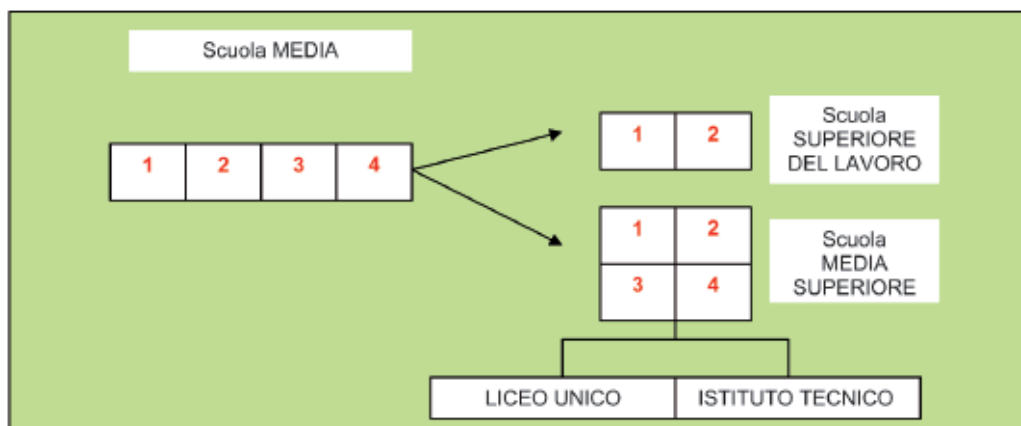 Scuola MEDIA
1 2 3 4
1 2
Scuola
SUPERIORE
DEL LAVORO
1 2
3 4
Scuola
MEDIA
SUPERIORE
LICEO UNICO
ISTITUTO TECNICO